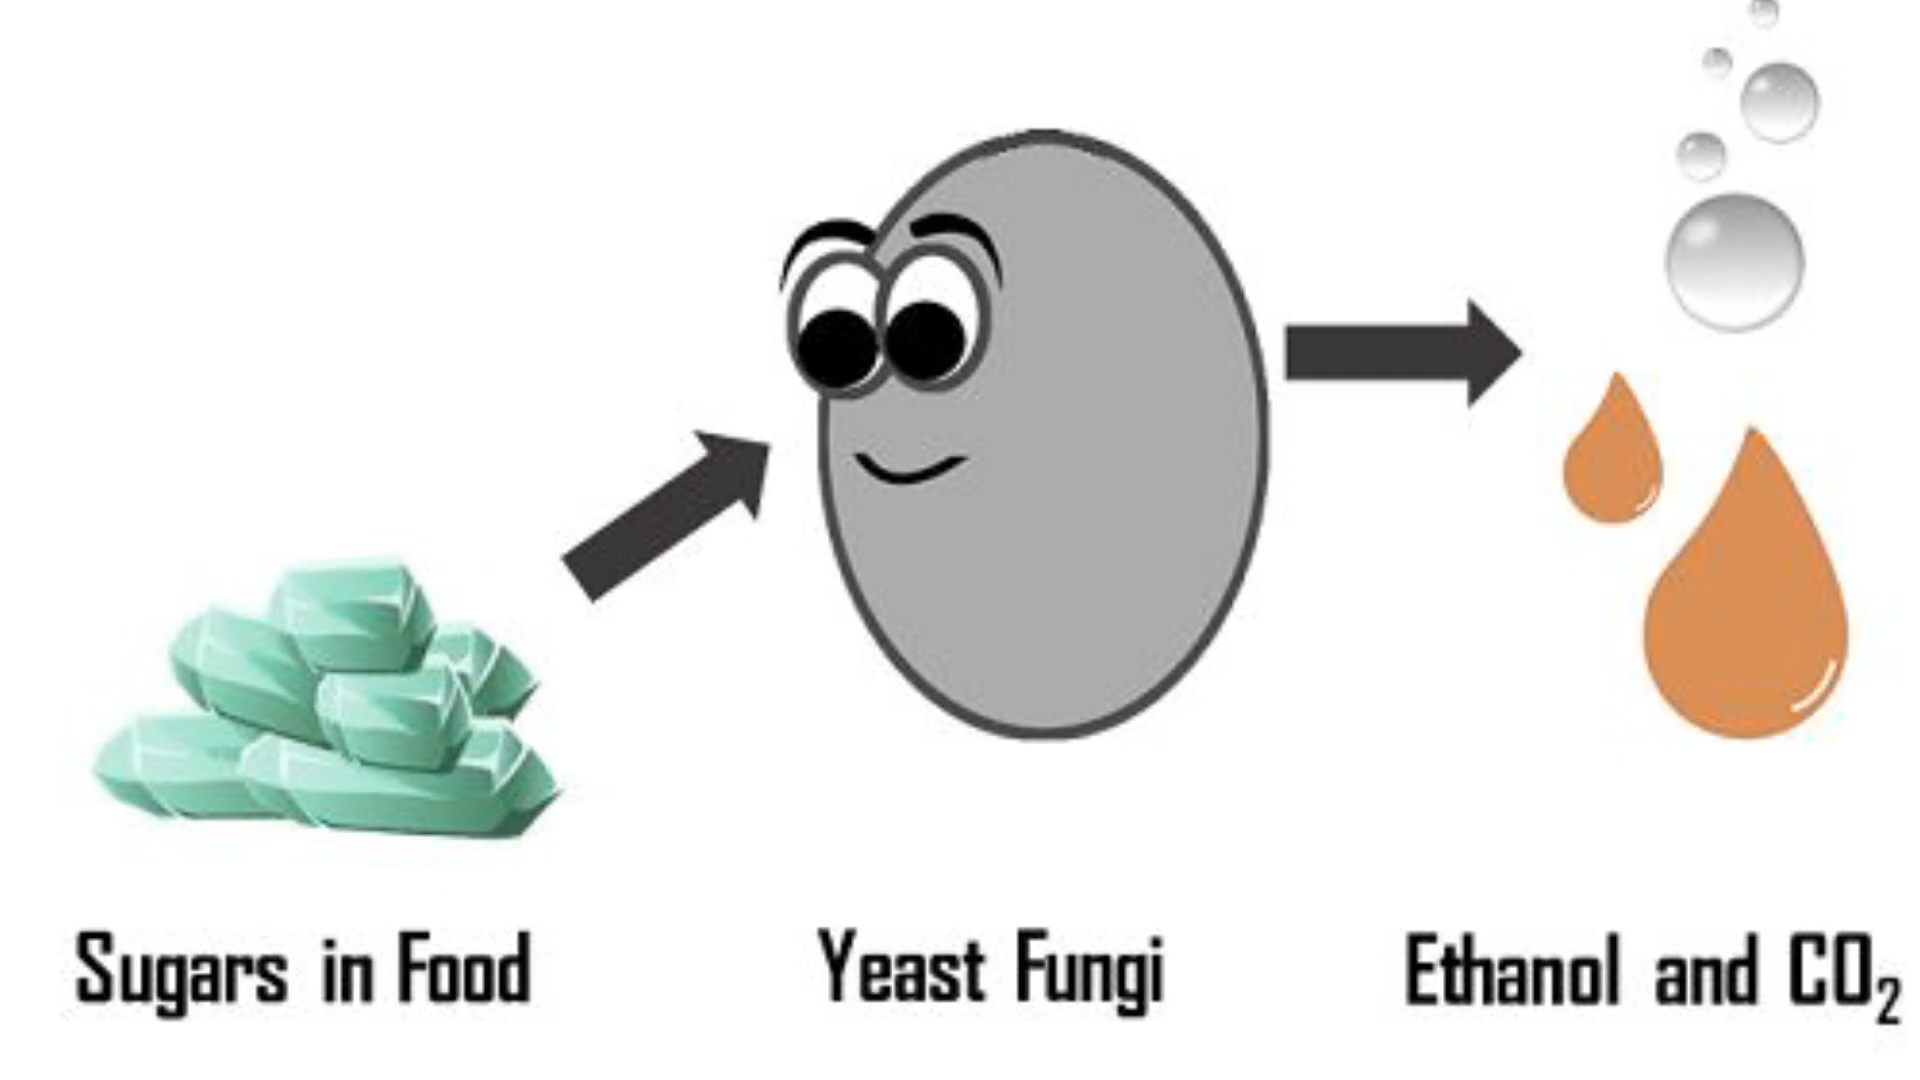 Sugars in Food
Yeast Fungi
Ethanol and CO₂